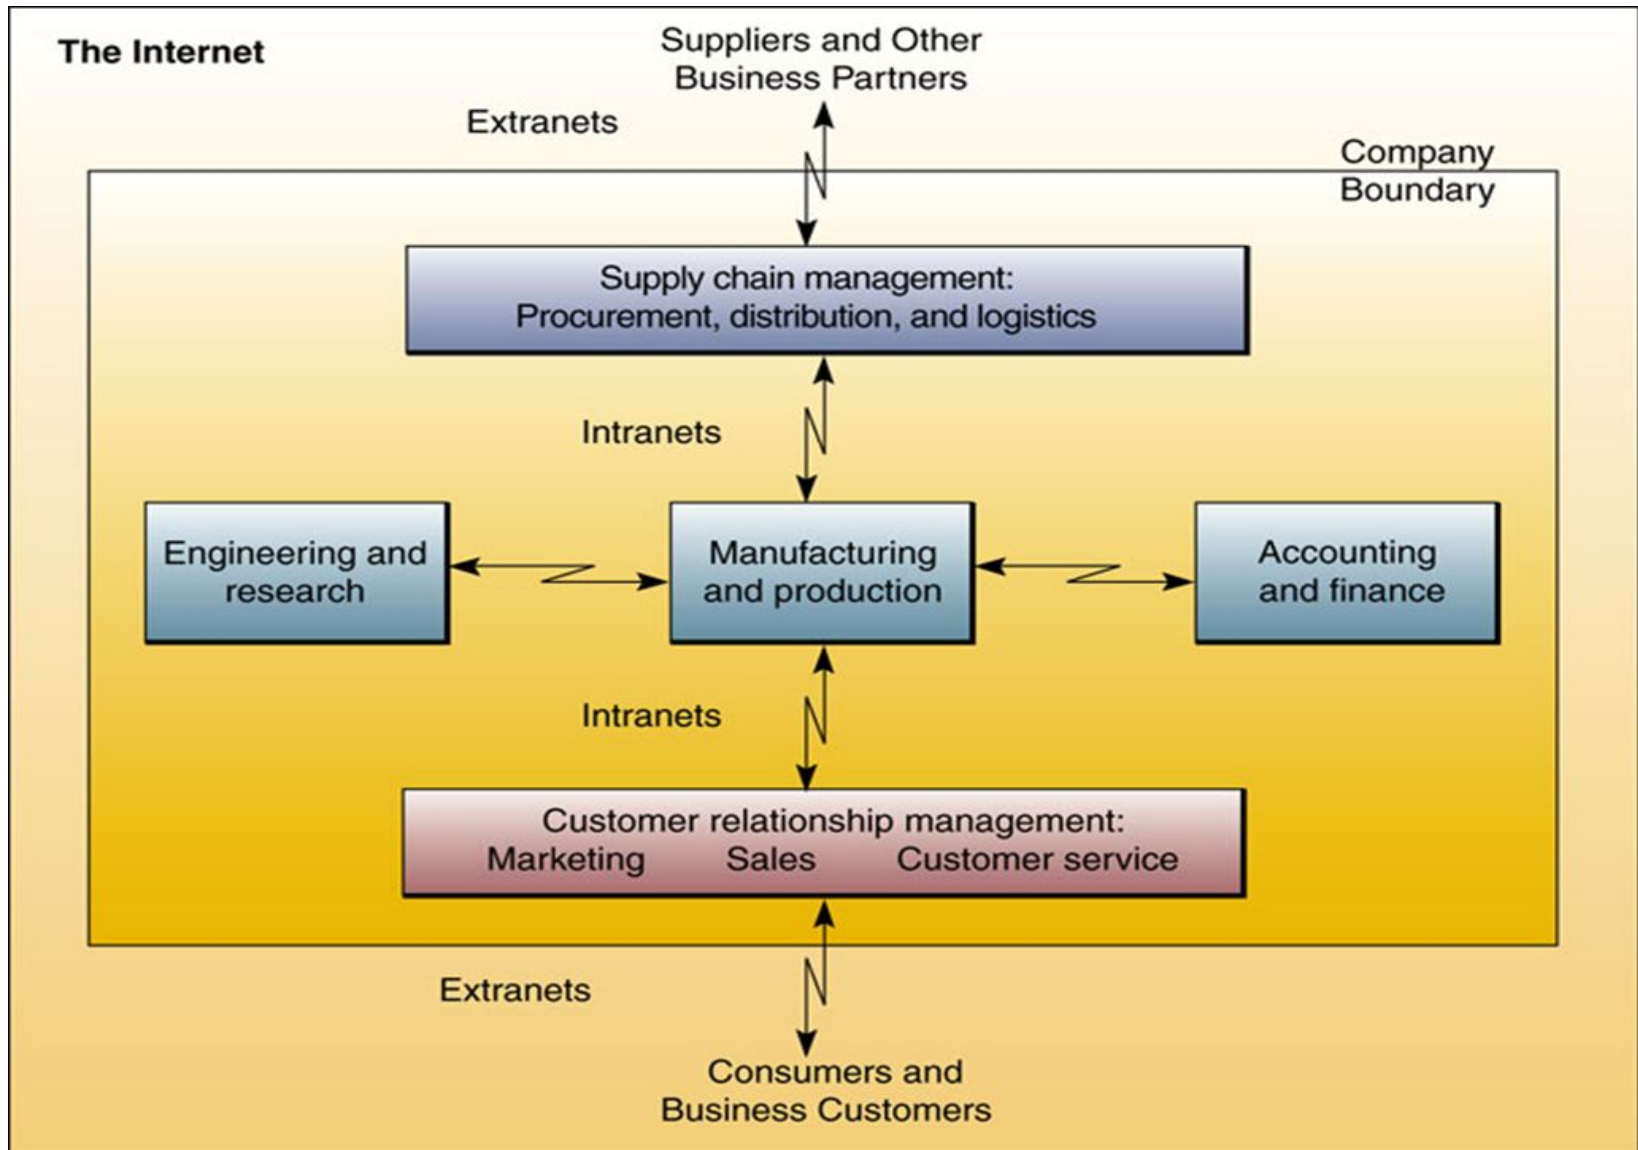 The Internet
Suppliers and Other
Business Partners
Extranets
Company
Boundary
Supply chain management:
Procurement, distribution, and logistics
Intranets
Engineering and
research
Manufacturing
and production
Accounting
and finance
Intranets
Customer relationship management:
Marketing Sales Customer service
Extranets
Consumers and
Business Customers